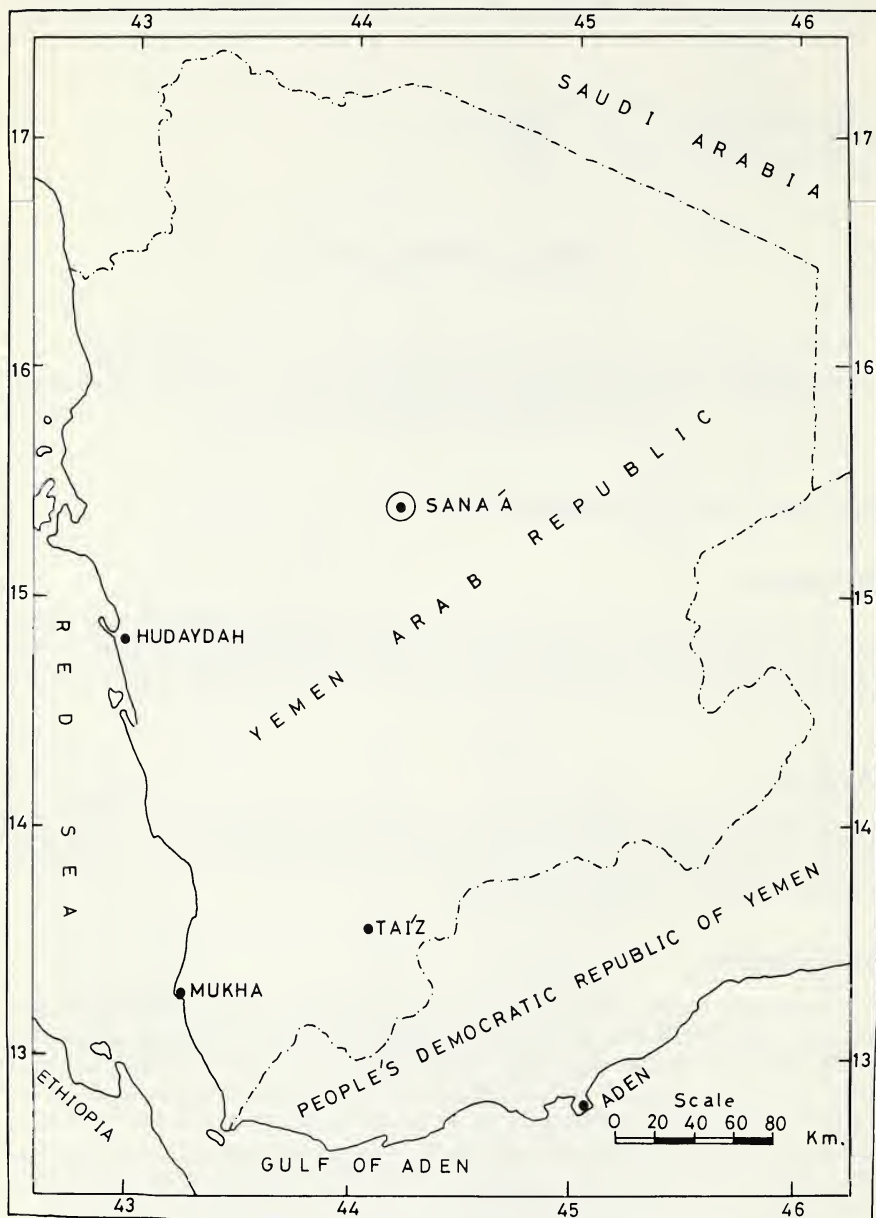 43 44 45 46
SAUDI ARABIA
17 17
16 16
SANAÁ
YEMEN ARAB REPUBLIC
15 15
HUDAYDAH
RED SEA
14 14
TAÍZ
MUKHA
PEOPLE'S DEMOCRATIC REPUBLIC OF YEMEN
13 13
ETHIOPIA
ADEN
Scale
0 20 40 60 80 Km.
GULF OF ADEN
43 44 45 46